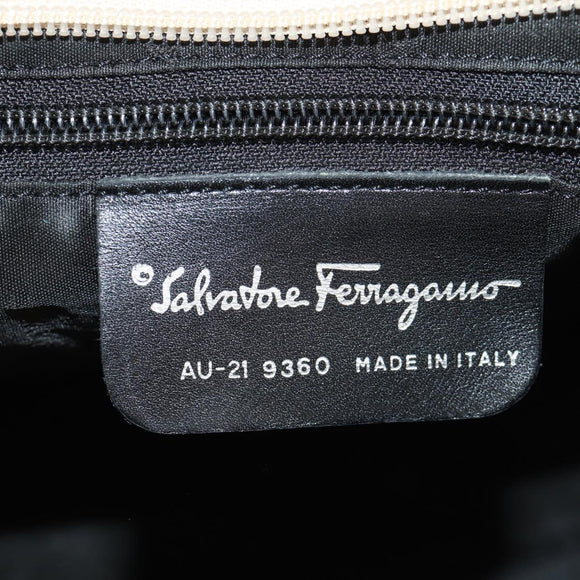 © Salvatore Ferragamo
AU-21 9360 MADE IN ITALY